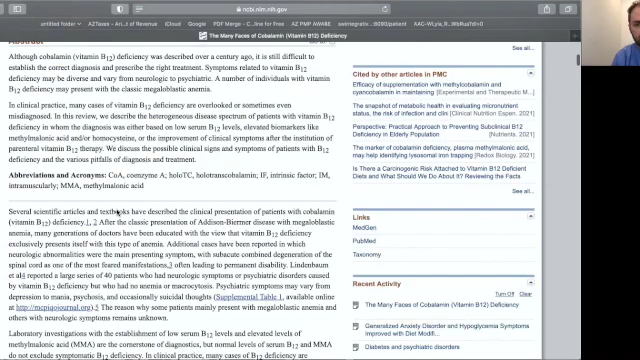 ncbi.nlm.nih.gov
untitled folder
AZTaxes - AZ Dept. of Revenue
iCloud
Google
PDF Merge - C...line for free
AZ PMP AWARE
The Many Faces of Cobalamin (Vitamin B12) Deficiency
Abstract
Although cobalamin (vitamin B12) deficiency was described over a century ago, it is still difficult to
establish the correct diagnosis and prescribe the right treatment. Symptoms related to vitamin B12
deficiency may be diverse and vary from neurologic to psychiatric. A number of individuals with vitamin
B12 deficiency may present with the classic megaloblastic anemia.
In clinical practice, many cases of vitamin B12 deficiency are overlooked or sometimes even
misdiagnosed. In this review, we describe the heterogeneous disease spectrum of patients with vitamin
B12 deficiency in whom the diagnosis was either based on low serum B12 levels, elevated biomarkers like
methylmalonic acid and/or homocysteine, or the improvement of clinical symptoms after the institution of
parenteral vitamin B12 therapy. We discuss the possible clinical signs and symptoms of patients with B12
deficiency and the various pitfalls of diagnosis and treatment.
Abbreviations and Acronyms: CoA, coenzyme A; holoTC, holotranscobalamin; IF, intrinsic factor; IM,
intramuscularly; MMA, methylmalonic acid
Several scientific articles and textbooks have described the clinical presentation of patients with cobalamin
(vitamin B12) deficiency.1, 2 After the classic presentation of Addison-Biermer disease with megaloblastic
anemia, many generations of doctors have been educated with the view that vitamin B12 deficiency
exclusively presents itself with this type of anemia. Additional cases have been reported in which
neurologic abnormalities were the main presenting symptom, with subacute combined degeneration of
the spinal cord as one of the most feared manifestations,3 often leading to permanent disability. Lindenbaum
et al4 reported a large series of 40 patients who had neurologic symptoms or psychiatric disorders caused
by vitamin B12 deficiency but who had no anemia or macrocytosis. Psychiatric symptoms may vary from
depression to mania, psychosis, and occasionally suicidal thoughts (Supplemental Table 1, available online
at http://mcpiqojournal.org).5 The reason why some patients mainly present with megaloblastic anemia and
others with neurologic symptoms remains unknown.
Laboratory investigations with the establishment of low serum B12 levels and elevated levels of
methylmalonic acid (MMA) are the cornerstone of diagnostics, but normal levels of serum B12 and MMA
do not exclude symptomatic B12 deficiency. In clinical practice, many cases of B12 deficiency are
See all...
Cited by other articles in PMC
Efficacy of supplementation with methylcobalamin and
cyanocobalamin in maintaining [Experimental and Therapeutic M...]
The snapshot of metabolic health in evaluating micronutrient
status, the risk of infection and clin [Clinical Nutrition Espen. 2021]
Perspective: Practical Approach to Preventing Subclinical B12
Deficiency in Elderly Population [Nutrients. 2021]
The marker of cobalamin deficiency, plasma methylmalonic acid,
may help identifying lysosomal iron trapping [Redox Biology. 2021]
Is There a Carcinogenic Risk Attached to Vitamin B12 Deficient
Diets and What Should We Do About It? Reviewing the Facts
See all...
Links
MedGen
PubMed
Taxonomy
Recent Activity
Turn Off
Clear
The Many Faces of Cobalamin (Vitamin B12) Deficiency
Generalized Anxiety Disorder and Hypoglycemia Symptoms
Improved with Diet Modifi...
Diabetes and psychiatric disorders